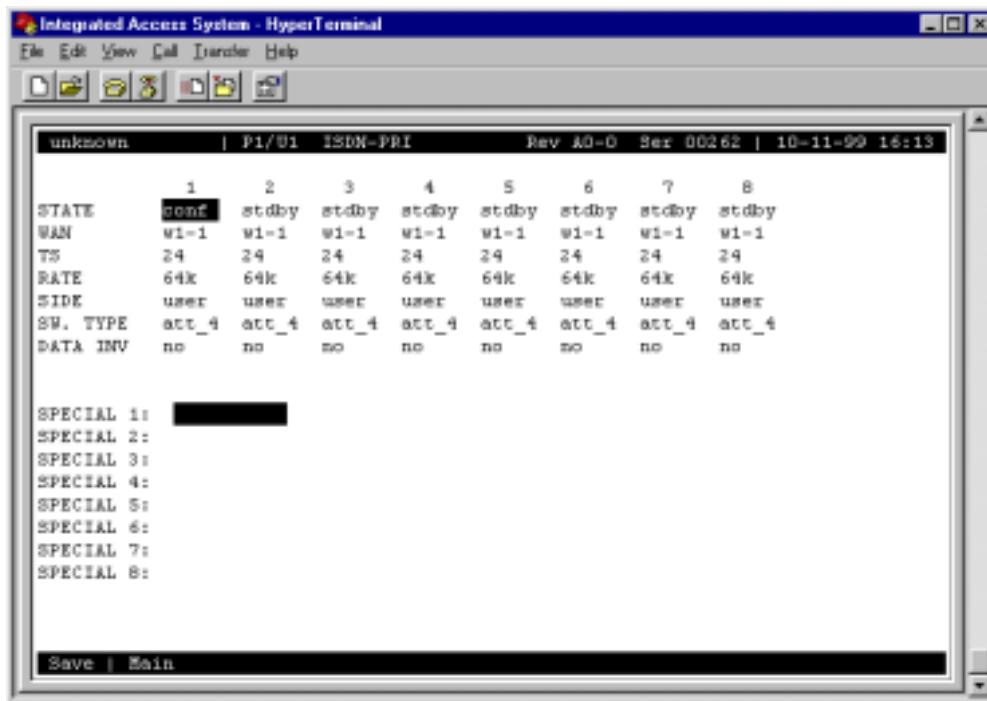 Integrated Access System - HyperTerminal
File Edit View Call Transfer Help
unknown | P1/U1 ISDN-PRI Rev A0-0 Ser 00262 | 10-11-99 16:13
1 2 3 4 5 6 7 8
STATE conf stdby stdby stdby stdby stdby stdby stdby
WAN w1-1 w1-1 w1-1 w1-1 w1-1 w1-1 w1-1 w1-1
TS 24 24 24 24 24 24 24 24
RATE 64k 64k 64k 64k 64k 64k 64k 64k
SIDE user user user user user user user user
SW. TYPE att_4 att_4 att_4 att_4 att_4 att_4 att_4 att_4
DATA INV no no no no no no no no
SPECIAL 1:
SPECIAL 2:
SPECIAL 3:
SPECIAL 4:
SPECIAL 5:
SPECIAL 6:
SPECIAL 7:
SPECIAL 8:
Save | Main